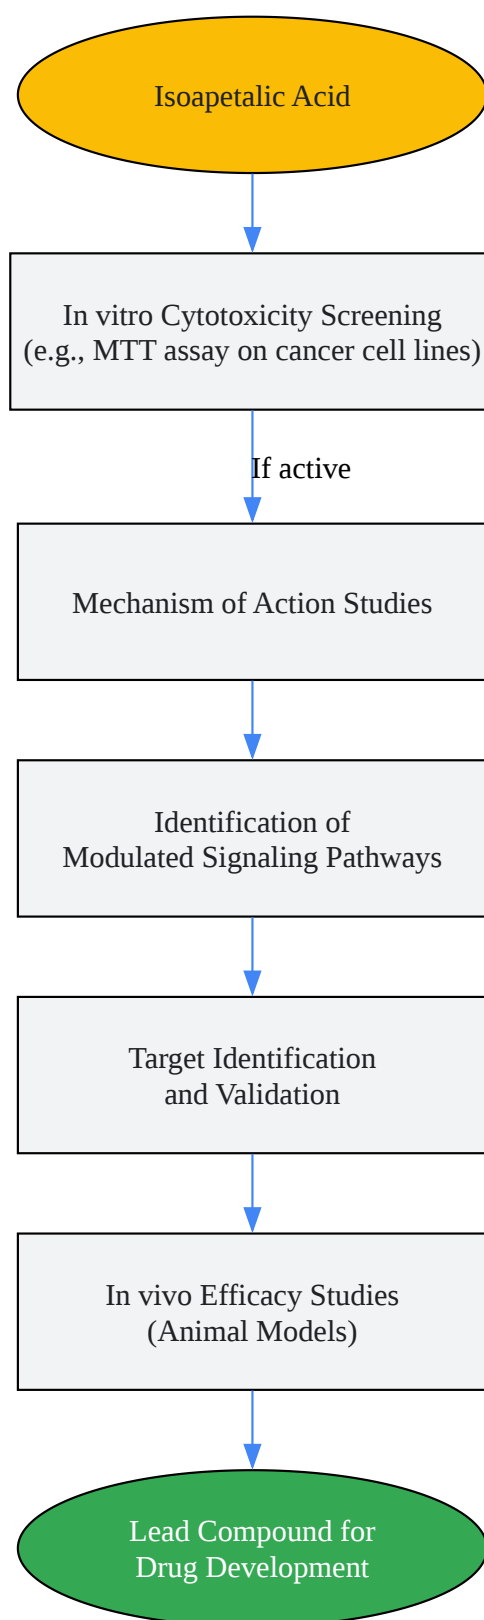 Isoapetalic Acid
In vitro Cytotoxicity Screening
(e.g., MTT assay on cancer cell lines)
If active
Mechanism of Action Studies
Identification of
Modulated Signaling Pathways
Target Identification
and Validation
In vivo Efficacy Studies
(Animal Models)
Lead Compound for
Drug Development